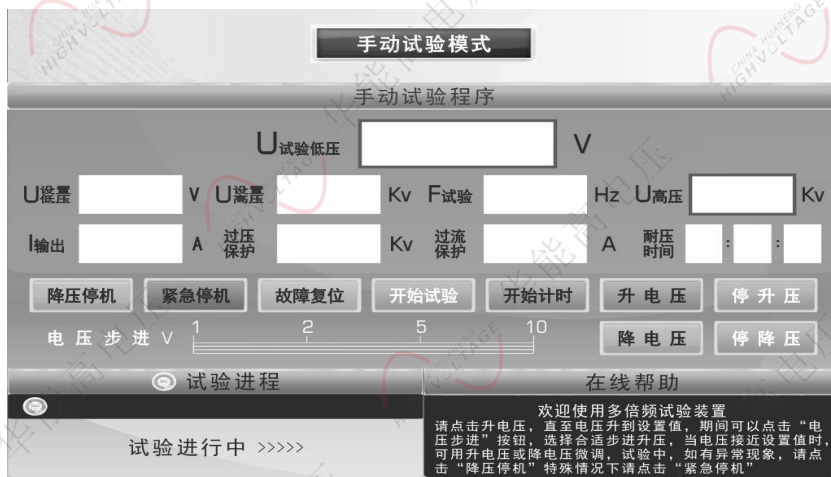 手动试验模式
手动试验程序
U试验低压 V
V Kv F试验 Hz U高压 Kv
I输出 A 过压保护 Kv 过流保护 A 耐压时间 : :
降压停机 紧急停机 故障复位 开始试验 开始计时 升电压 停升压
电压步进 V 1 2 5 10 降电压 停降压
试验进程 在线帮助
欢迎使用多倍频试验装置
请点击升电压，直至电压升到设置值，期间可以点击“电
压步进”按钮，选择合适步进升压，当电压接近设置值时，
试验进行中 >>>>> 可用升电压或降电压微调，试验中，如有异常现象，请点
击“降压停机”特殊情况下请点击“紧急停机”
CHINA HUANENG
HIGHVOLTAGE
华能高电压